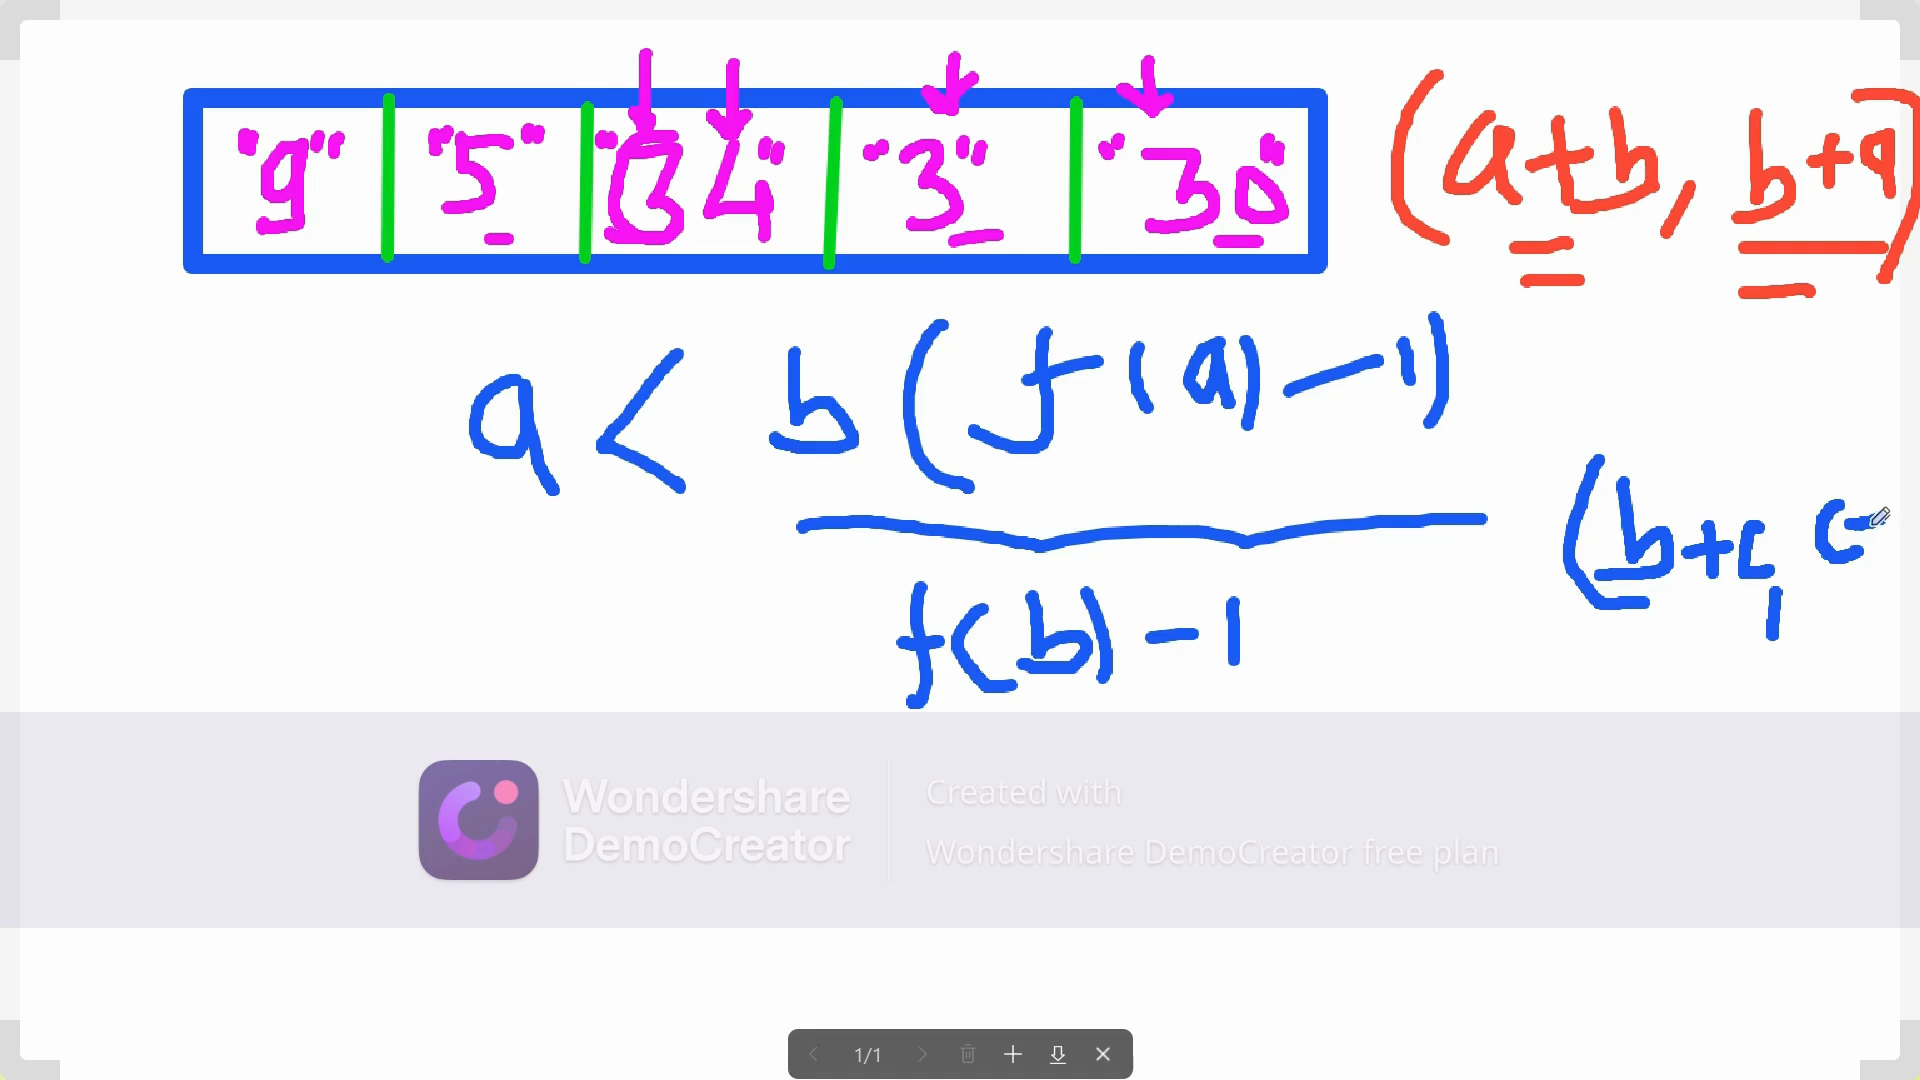 "9" "5" "34" "3" "30" (a+b, b+a)
a < b(f(a)-1)
f(b)-1
(b+c, c
Wondershare DemoCreator
Created with
Wondershare DemoCreator free plan
1/1